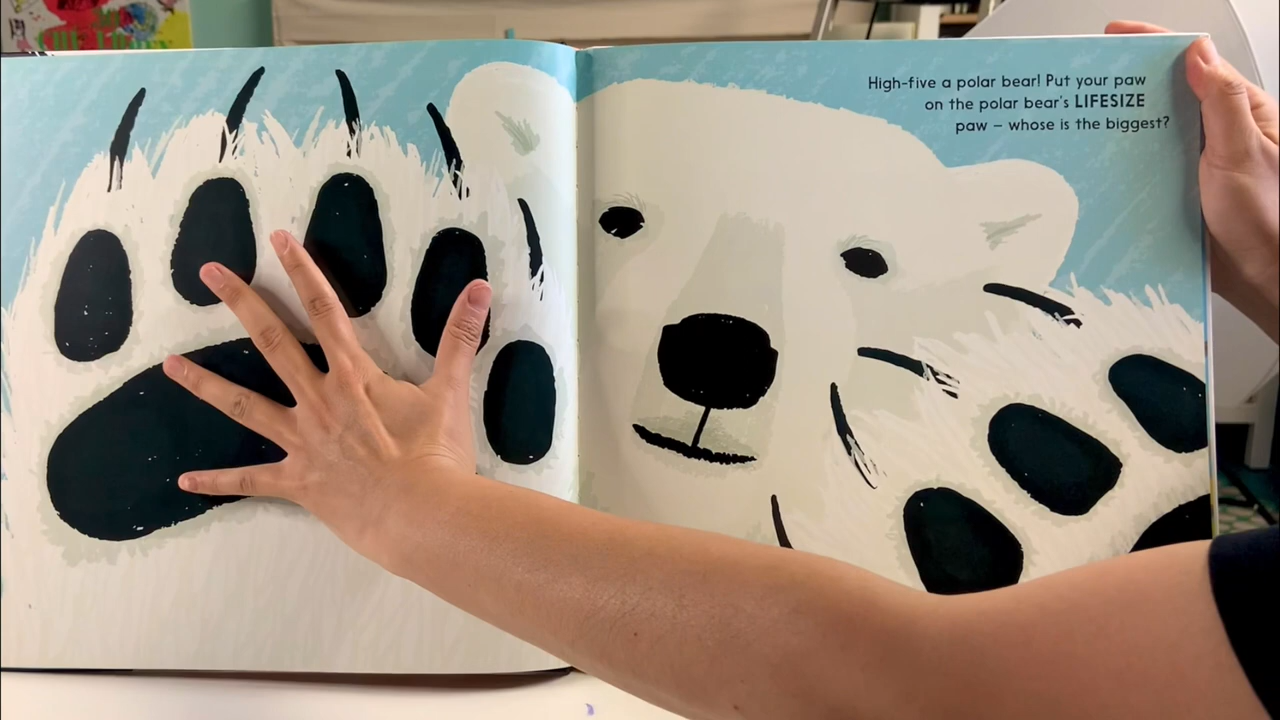 High-five a polar bear! Put your paw
on the polar bear's LIFESIZE
paw – whose is the biggest?